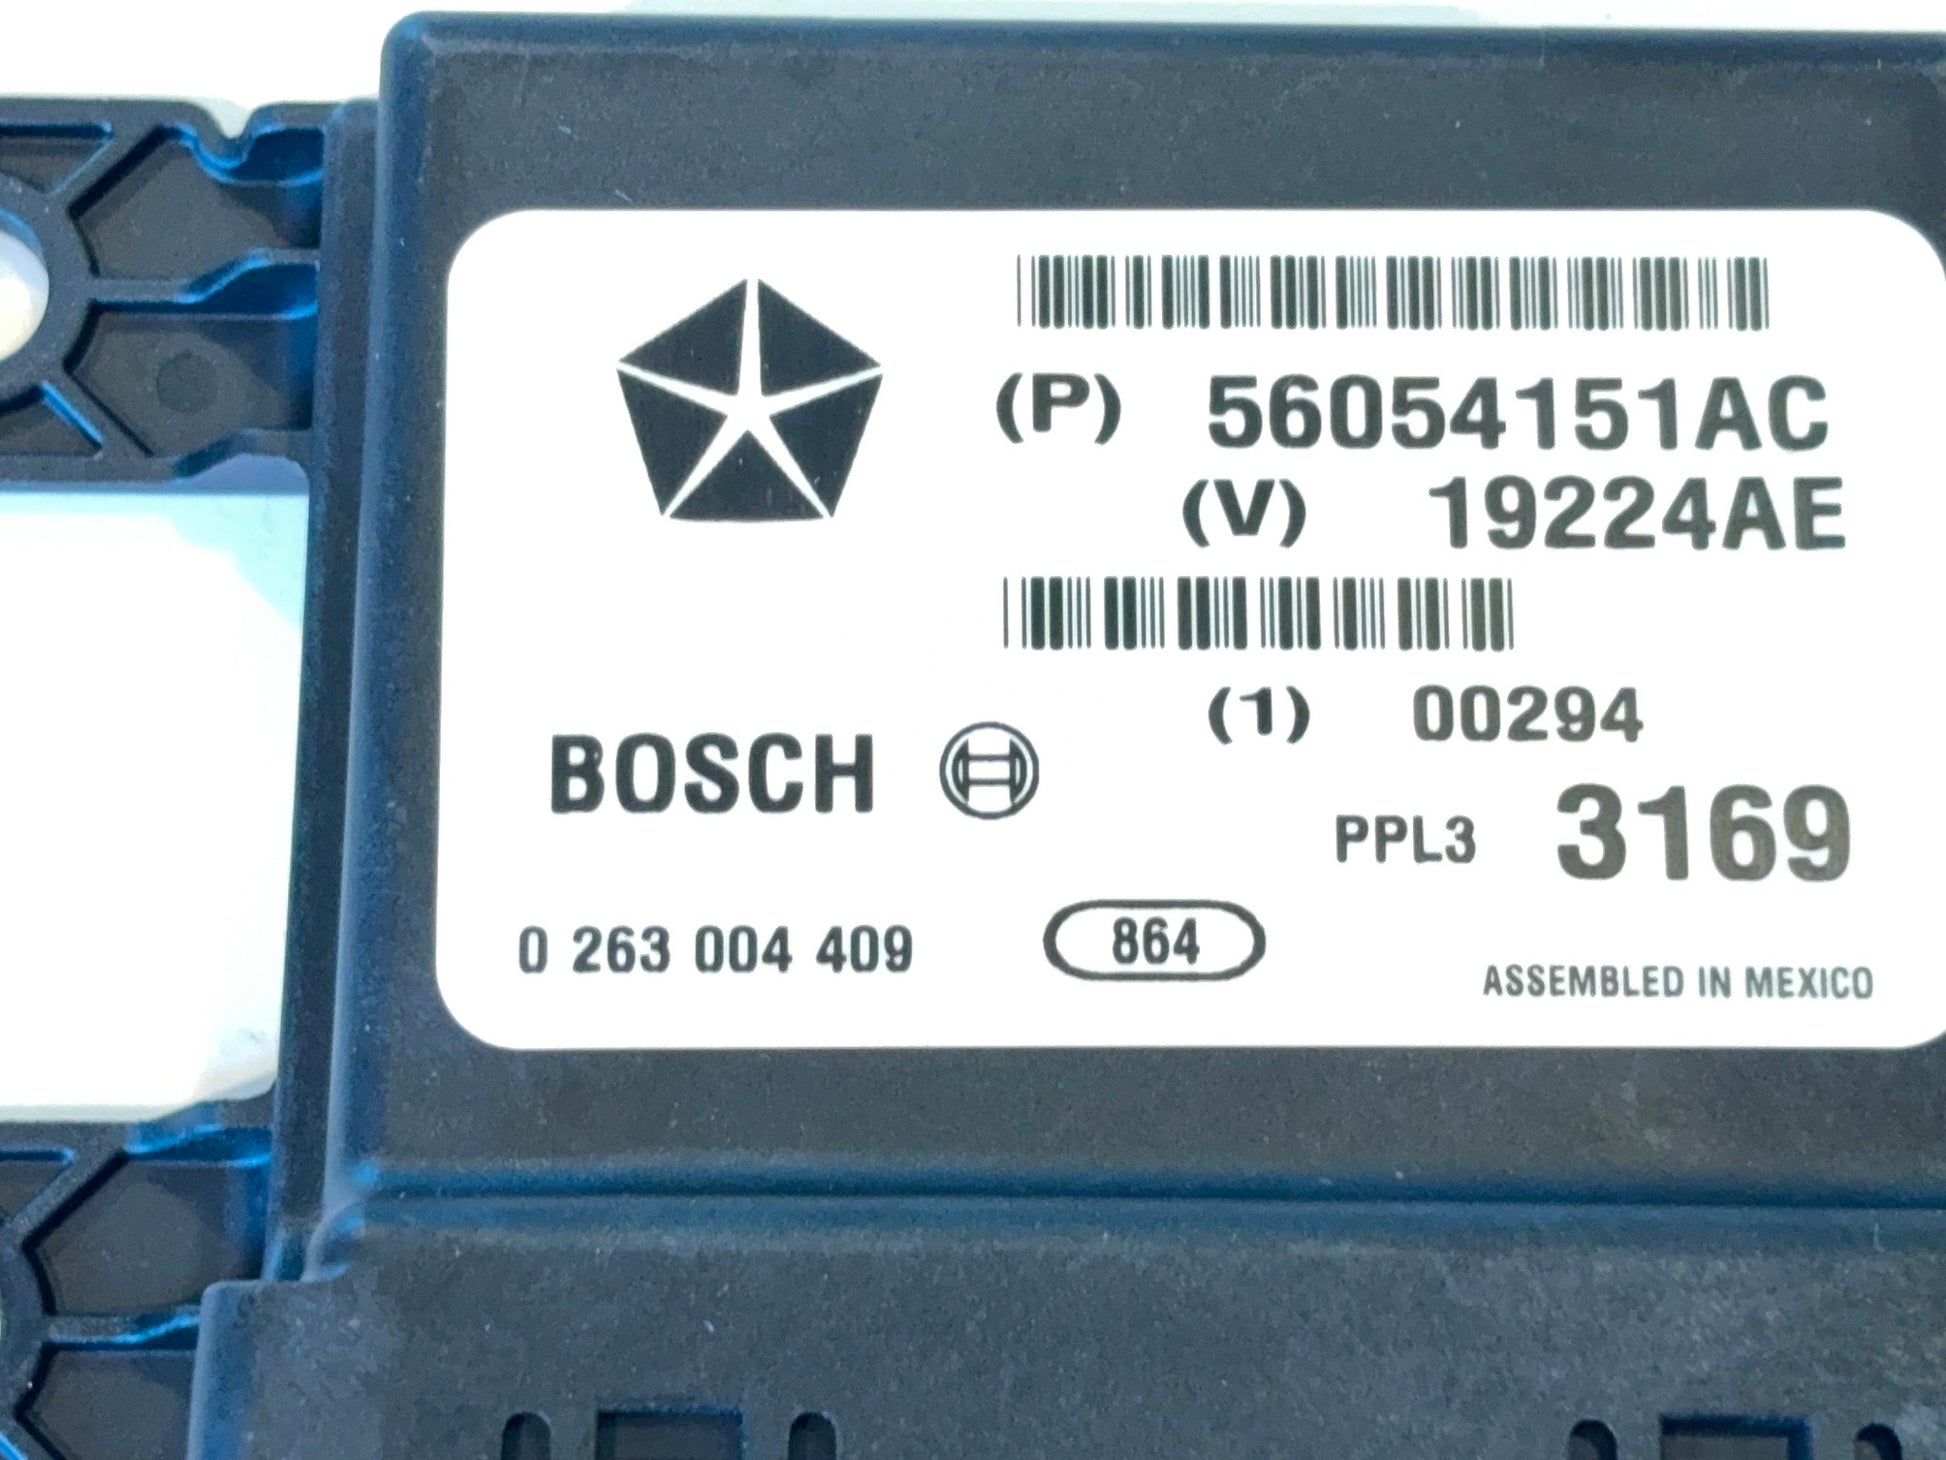 (P) 56054151AC
(V) 19224AE
(1) 00294
BOSCH
PPL3 3169
0 263 004 409
864
ASSEMBLED IN MEXICO